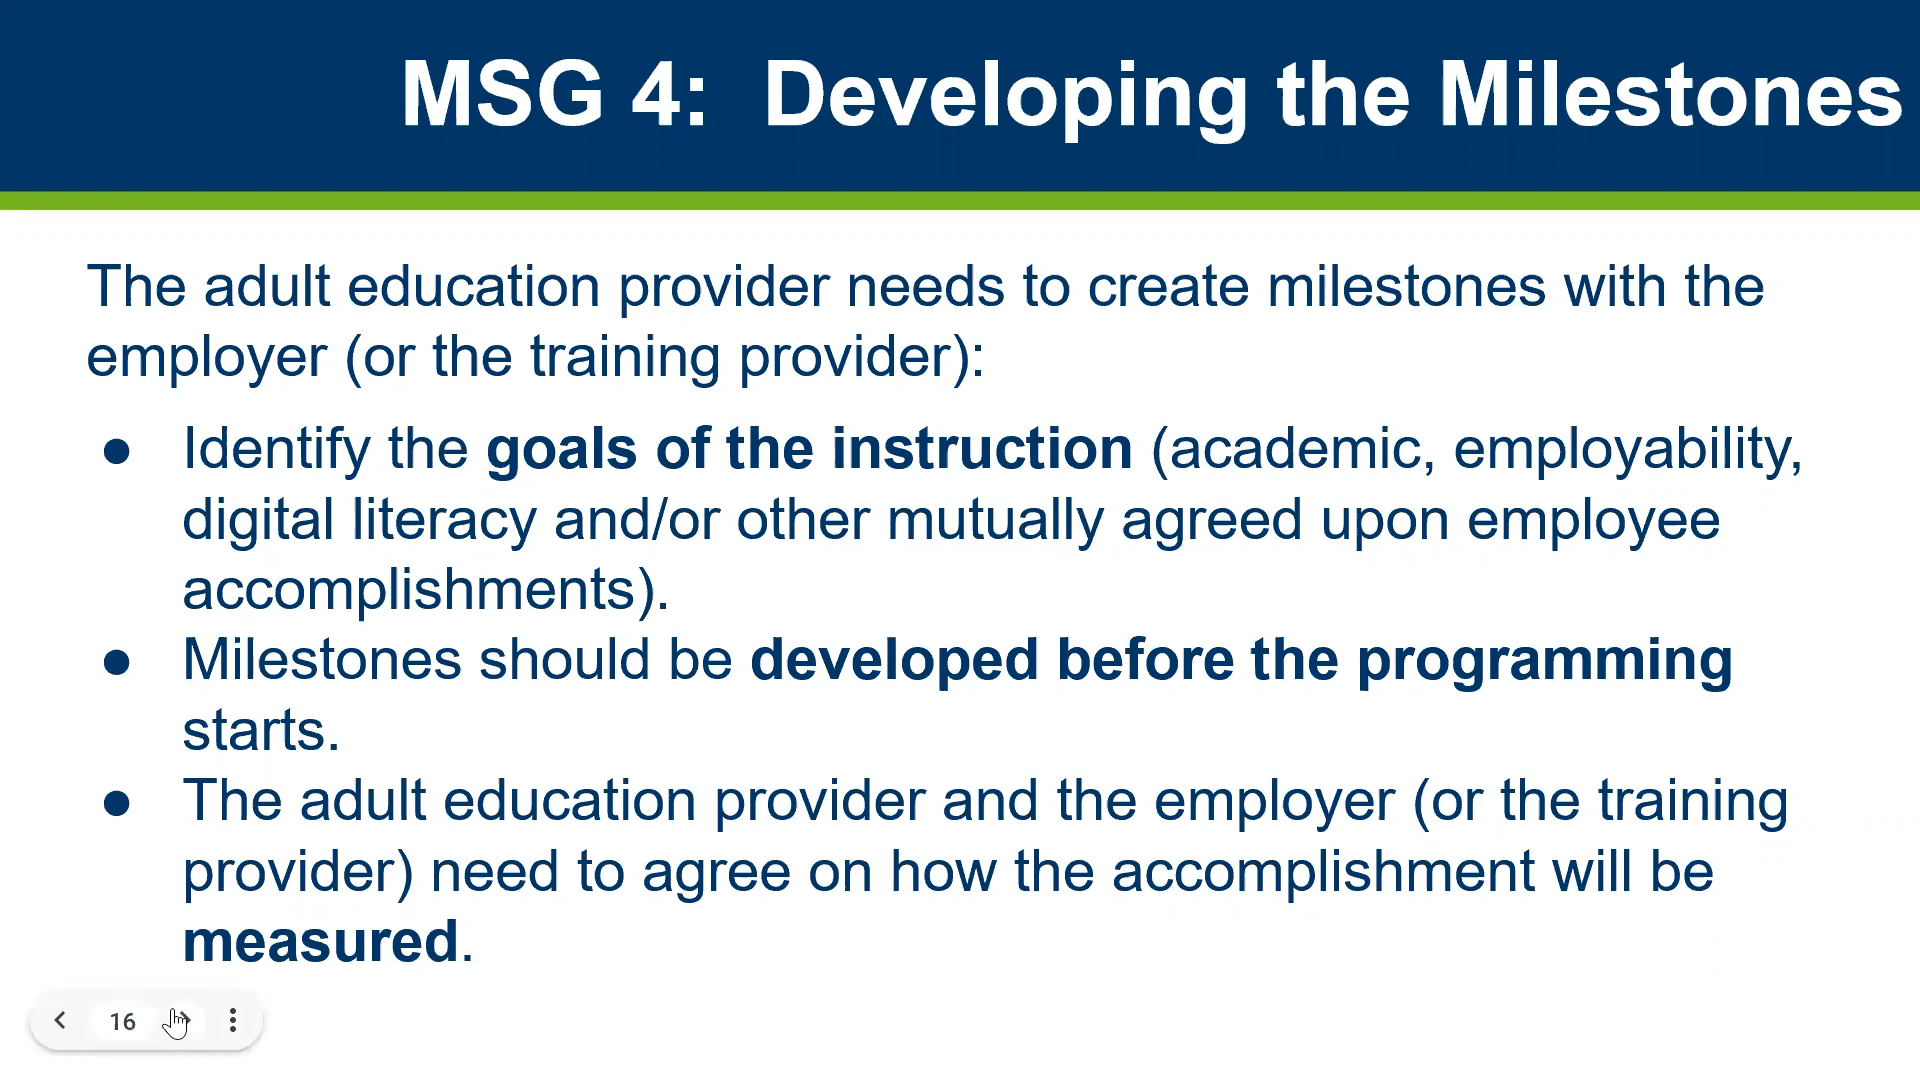 MSG 4:  Developing the Milestones
The adult education provider needs to create milestones with the
employer (or the training provider):
● Identify the goals of the instruction (academic, employability,
digital literacy and/or other mutually agreed upon employee
accomplishments).
● Milestones should be developed before the programming
starts.
● The adult education provider and the employer (or the training
provider) need to agree on how the accomplishment will be
measured.
16